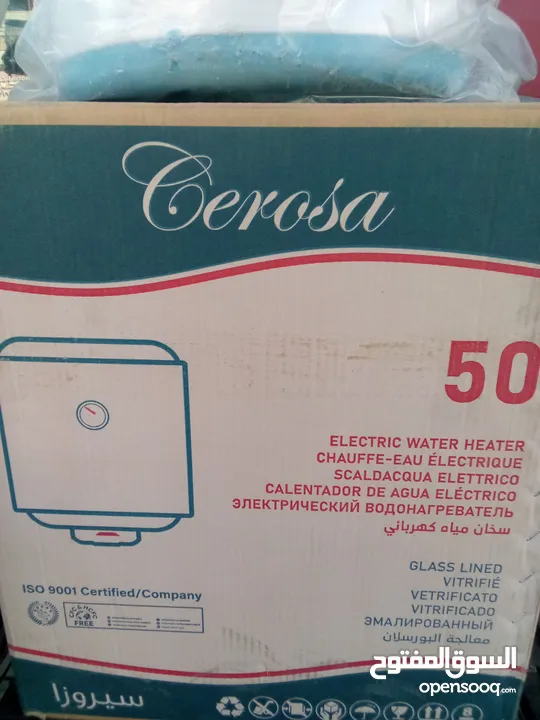 Cerosa
50
ELECTRIC WATER HEATER
CHAUFFE-EAU ÉLECTRIQUE
SCALDACQUA ELETTRICO
CALENTADOR DE AGUA ELÉCTRICO
ЭЛЕКТРИЧЕСКИЙ ВОДОНАГРЕВАТЕЛЬ
سخان مياه كهربائي
GLASS LINED
VITRIFIÉ
VETRIFICATO
VITRIFICADO
ЭМАЛИРОВАННЫЙ
معالجة البورسلان
ISO 9001 Certified/Company
FREE
سيروزا
السوق المفتوح
opensooq.com
8